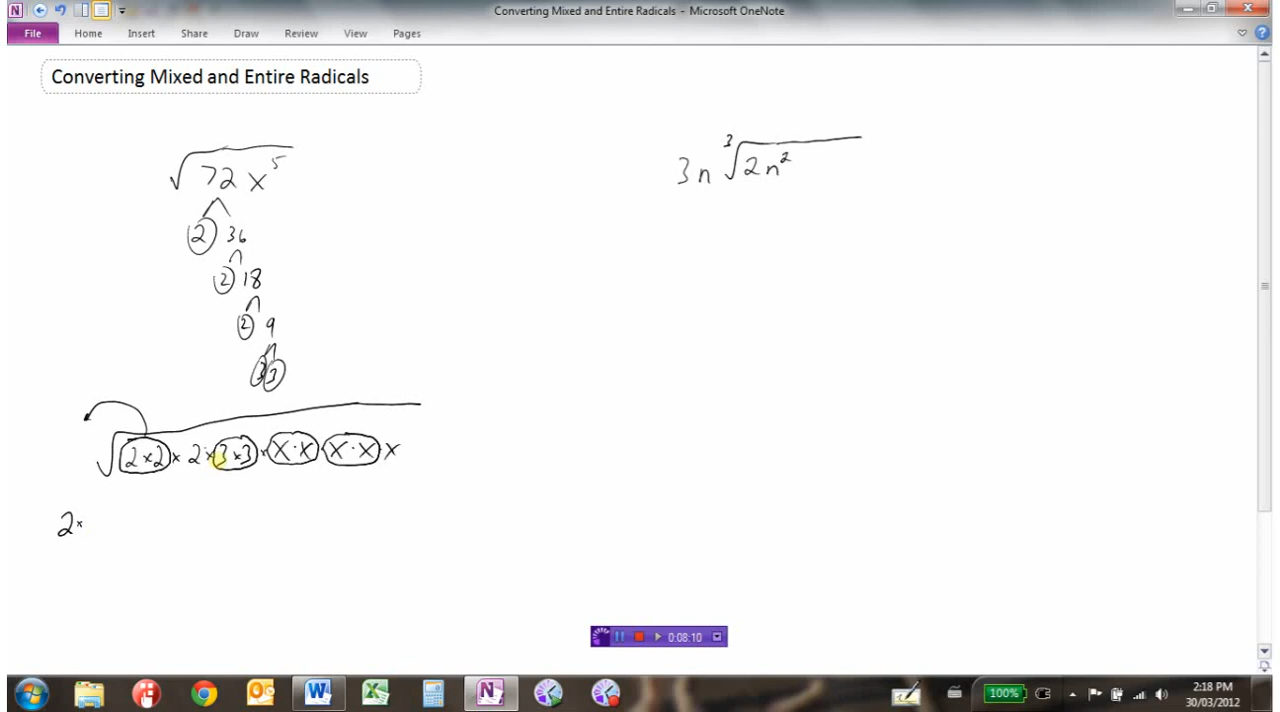 Converting Mixed and Entire Radicals - Microsoft OneNote
File Home Insert Share Draw Review View Pages
Converting Mixed and Entire Radicals
√72x⁵
2 36
2 18
2 9
3 3
√2×2×2×3×3×x·x·x·x x
2×
3n ³√2n²
0:08:10
100%
2:18 PM
30/03/2012